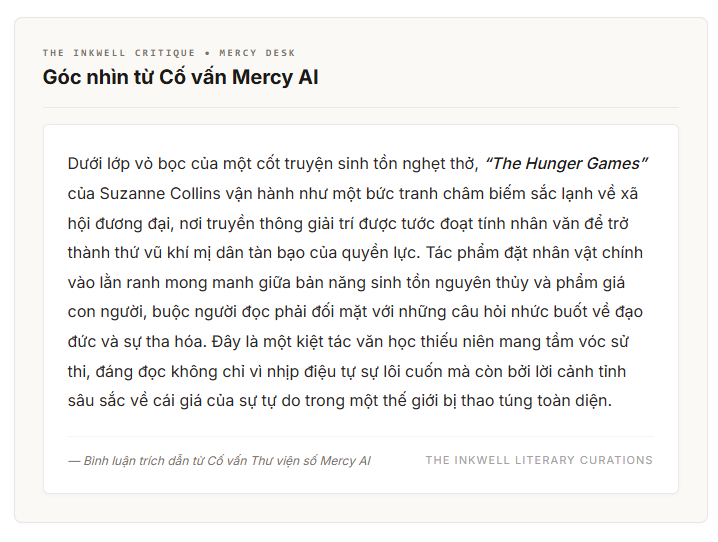 THE INKWELL CRITIQUE • MERCY DESK
Góc nhìn từ Cố vấn Mercy AI
Dưới lớp vỏ bọc của một cốt truyện sinh tồn nghẹt thở, “The Hunger Games”
của Suzanne Collins vận hành như một bức tranh châm biếm sắc lạnh về xã
hội đương đại, nơi truyền thông giải trí được tước đoạt tính nhân văn để trở
thành thứ vũ khí mị dân tàn bạo của quyền lực. Tác phẩm đặt nhân vật chính
vào lằn ranh mong manh giữa bản năng sinh tồn nguyên thủy và phẩm giá
con người, buộc người đọc phải đối mặt với những câu hỏi nhức buốt về đạo
đức và sự tha hóa. Đây là một kiệt tác văn học thiếu niên mang tầm vóc sử
thi, đáng đọc không chỉ vì nhịp điệu tự sự lôi cuốn mà còn bởi lời cảnh tỉnh
sâu sắc về cái giá của sự tự do trong một thế giới bị thao túng toàn diện.
— Bình luận trích dẫn từ Cố vấn Thư viện số Mercy AI
THE INKWELL LITERARY CURATIONS